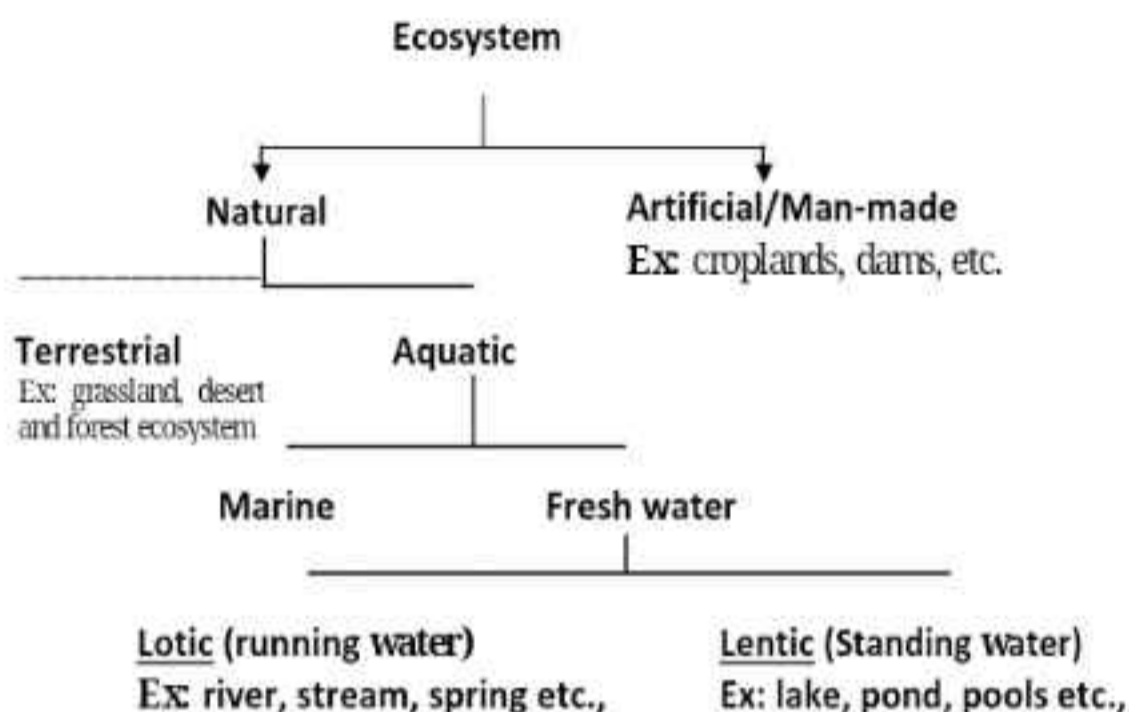 Ecosystem
Natural
Artificial/Man-made
Ex: croplands, dams, etc.
Terrestrial
Ex: grassland, desert
and forest ecosystem
Aquatic
Marine
Fresh water
Lotic (running water)
Ex: river, stream, spring etc.,
Lentic (Standing water)
Ex: lake, pond, pools etc.,